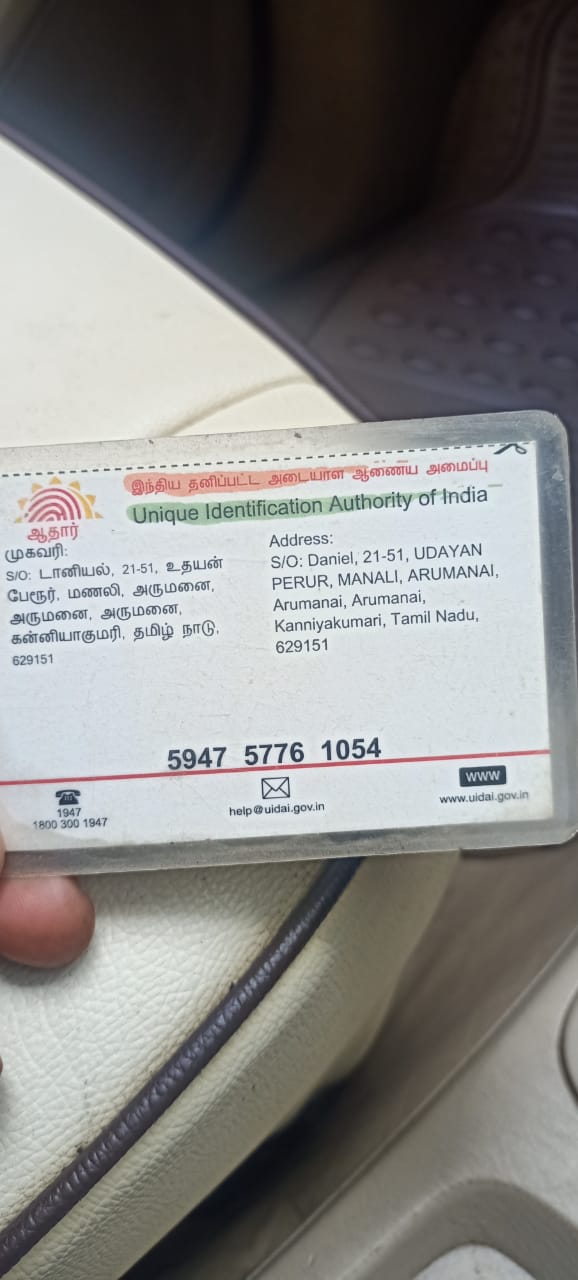 இந்திய தனிப்பட்ட அடையாள ஆணைய அமைப்பு
Unique Identification Authority of India
ஆதார்
முகவரி:
S/O: டானியல், 21-51, உதயன்
பேரூர், மணலி, அருமனை,
அருமனை, அருமனை,
கன்னியாகுமரி, தமிழ் நாடு,
629151
Address:
S/O: Daniel, 21-51, UDAYAN
PERUR, MANALI, ARUMANAI,
Arumanai, Arumanai,
Kanniyakumari, Tamil Nadu,
629151
5947 5776 1054
1947
1800 300 1947
help@uidai.gov.in
www
www.uidai.gov.in